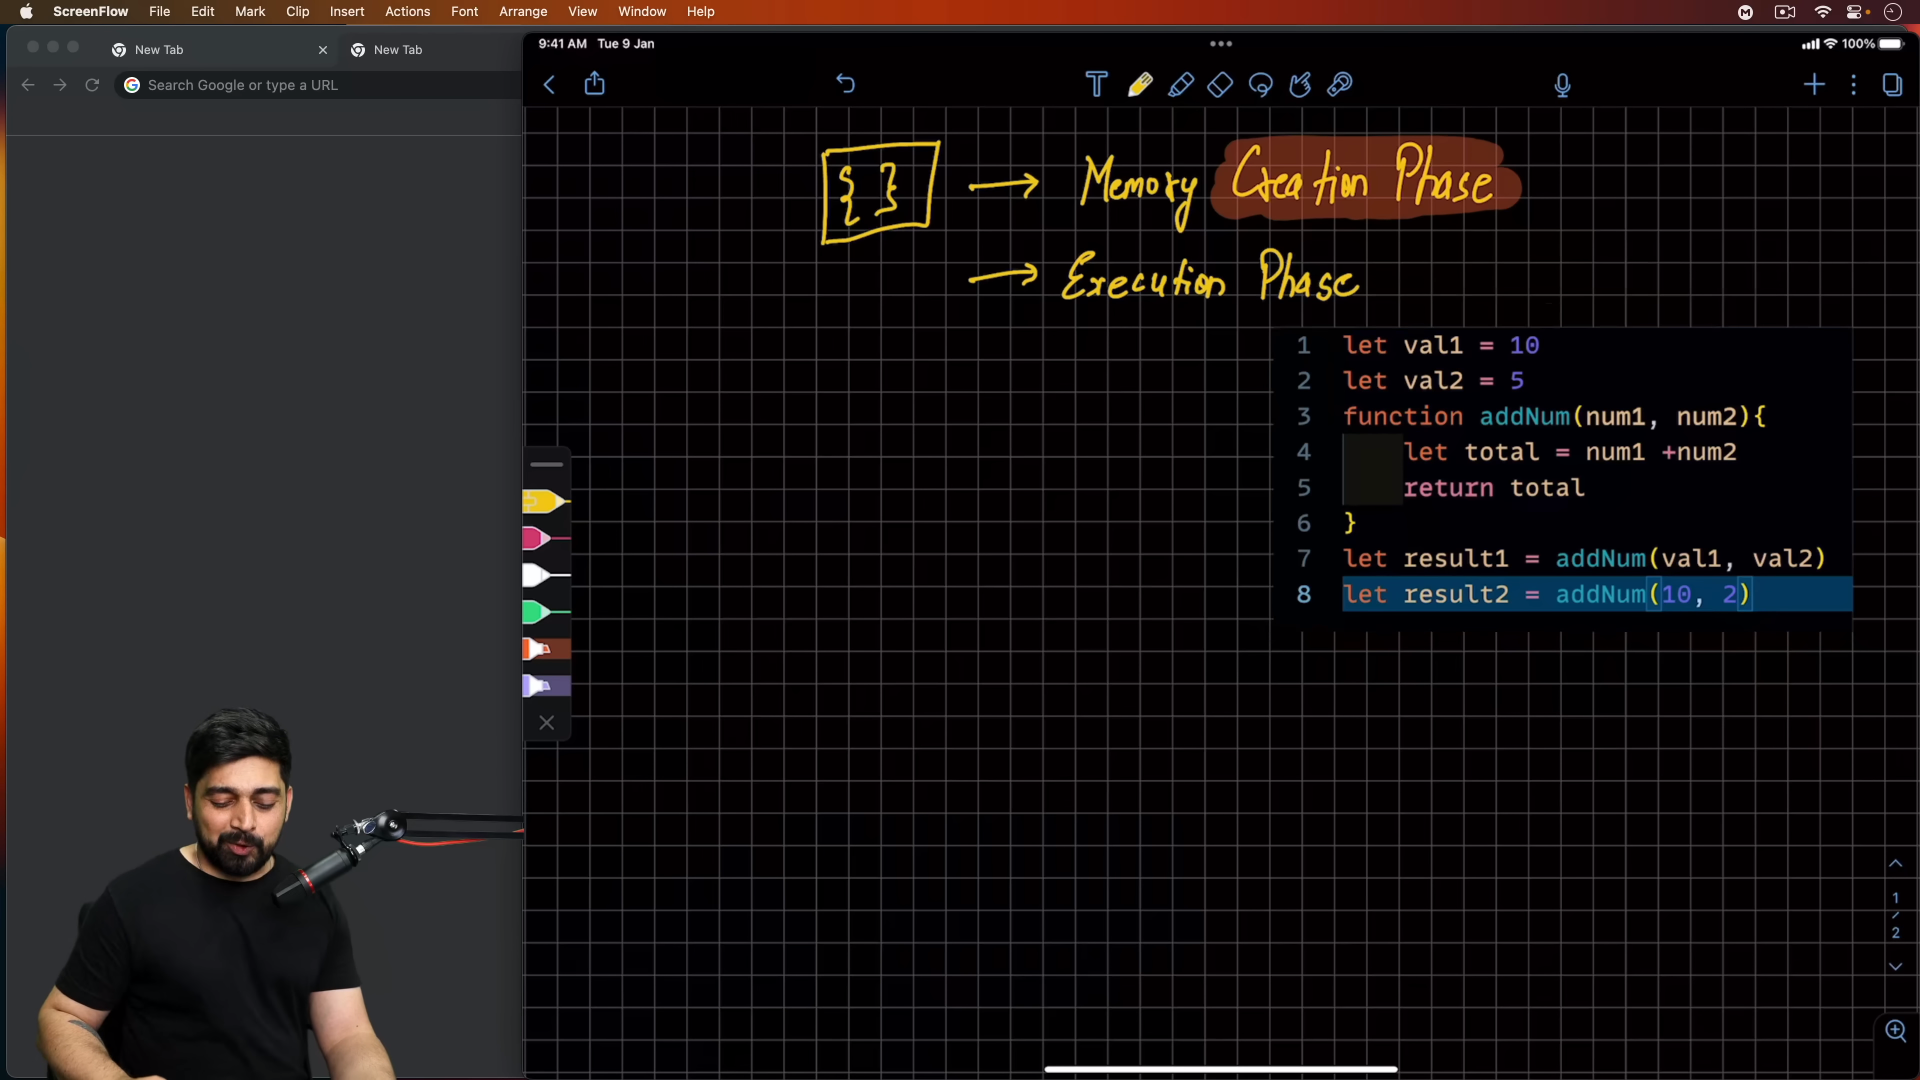 ScreenFlow File Edit Mark Clip Insert Actions Font Arrange View Window Help
New Tab New Tab
Search Google or type a URL
9:41 AM Tue 9 Jan 100%
{ } → Memory Creation Phase
→ Execution Phase
1 let val1 = 10
2 let val2 = 5
3 function addNum(num1, num2){
4 let total = num1 +num2
5 return total
6 }
7 let result1 = addNum(val1, val2)
8 let result2 = addNum(10, 2)
1
/
2